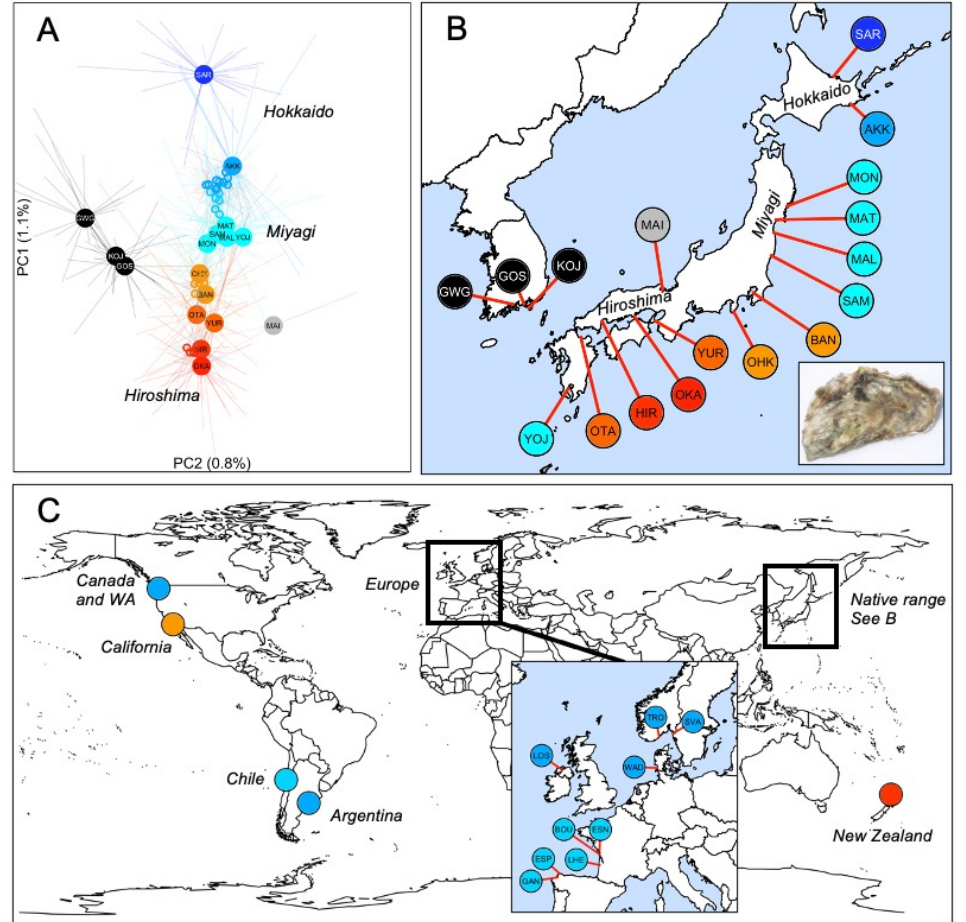 A
SAR
Hokkaido
AKK
GWG
MAT
SAM
MAL
YOJ
MON
Miyagi
KOJ
GOS
OHK
BAN
OTA
YUR
MAI
HIR
OKA
Hiroshima
PC1 (1.1%)
PC2 (0.8%)
B
SAR
Hokkaido
AKK
MON
Miyagi
MAT
MAI
MAL
KOJ
GOS
GWG
SAM
Hiroshima
BAN
OHK
YUR
OKA
HIR
OTA
YOJ
C
Canada
and WA
California
Europe
Native range
See B
TRO
SVA
LOS
WAD
BOU
ESN
ESP
LHE
GAN
Chile
Argentina
New Zealand